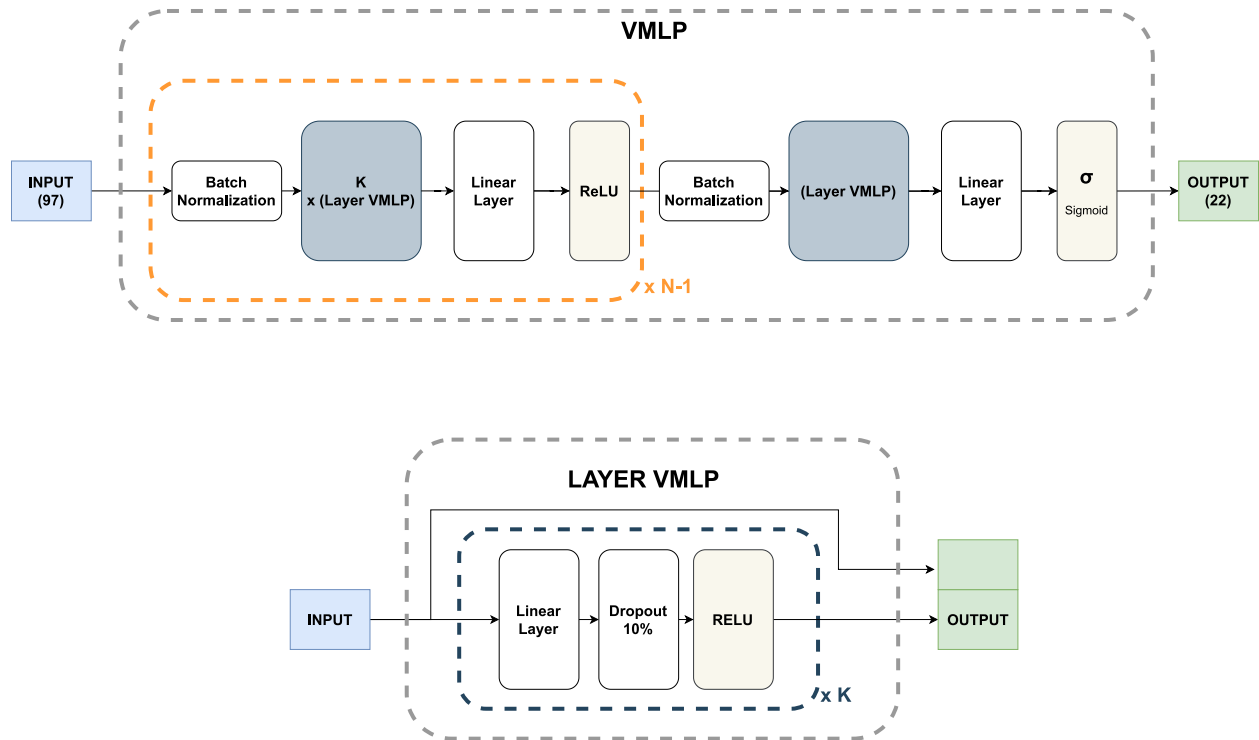 VMLP
INPUT
(97)
Batch
Normalization
K
x (Layer VMLP)
Linear
Layer
ReLU
x N-1
Batch
Normalization
(Layer VMLP)
Linear
Layer
σ
Sigmoid
OUTPUT
(22)
LAYER VMLP
INPUT
Linear
Layer
Dropout
10%
RELU
x K
OUTPUT